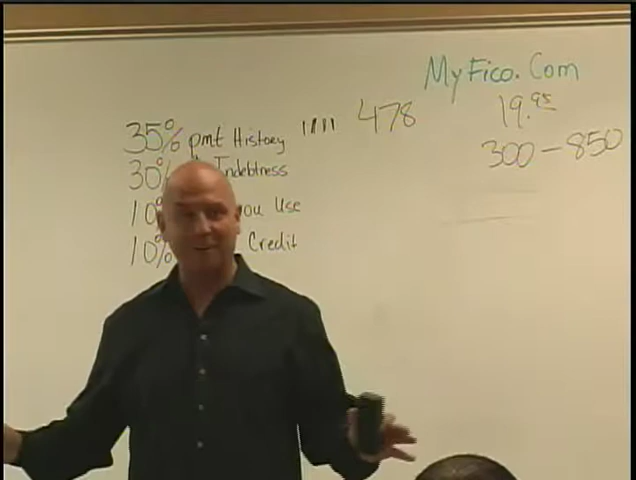 MyFico.Com
19.95
300 - 850
35% pmt History |||| 478
30% Indebtness
10% you Use
10% Credit